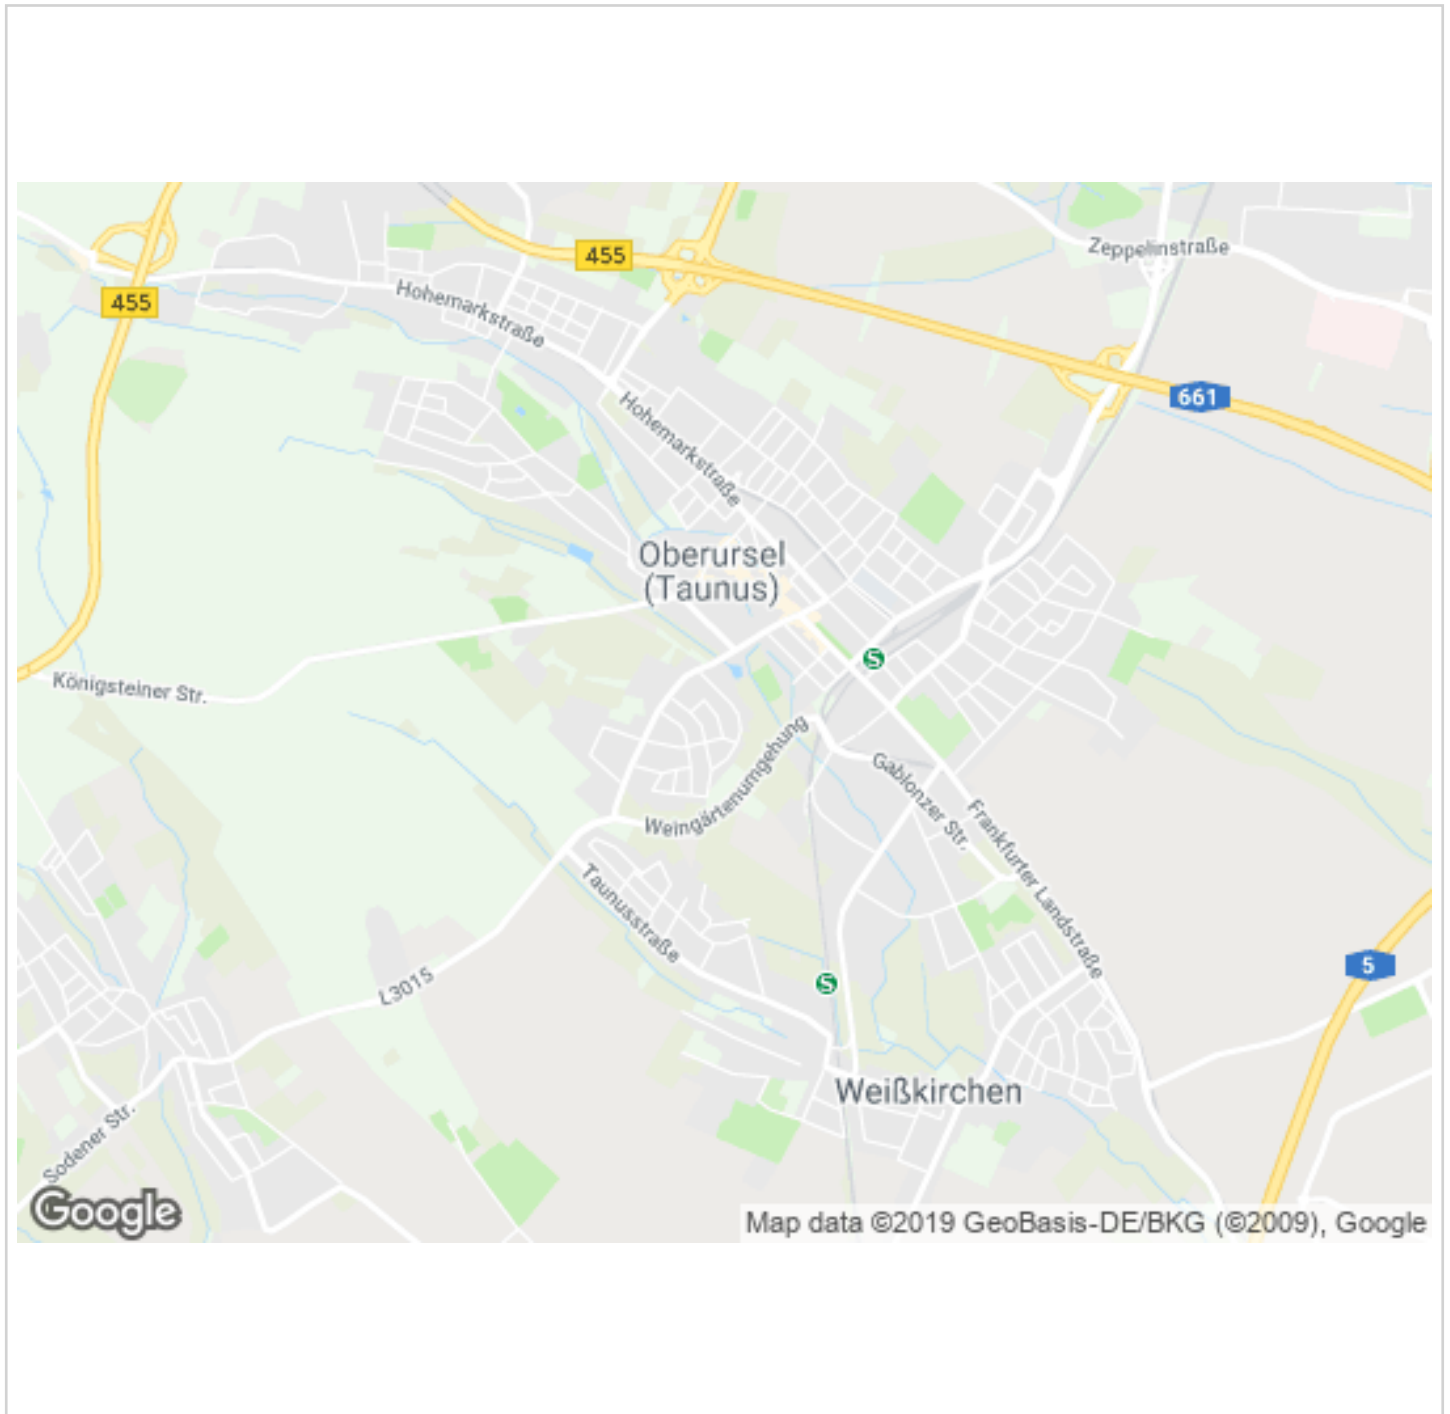 Zeppelinstraße
455
455
Hohemarkstraße
661
Hohemarkstraße
Oberursel
(Taunus)
S
Königsteiner Str.
Weingärtenumgehung
Gablonzer Str.
Frankfurter Landstraße
Taunusstraße
5
L3015
S
Weißkirchen
Sodener Str.
Google
Map data ©2019 GeoBasis-DE/BKG (©2009), Google